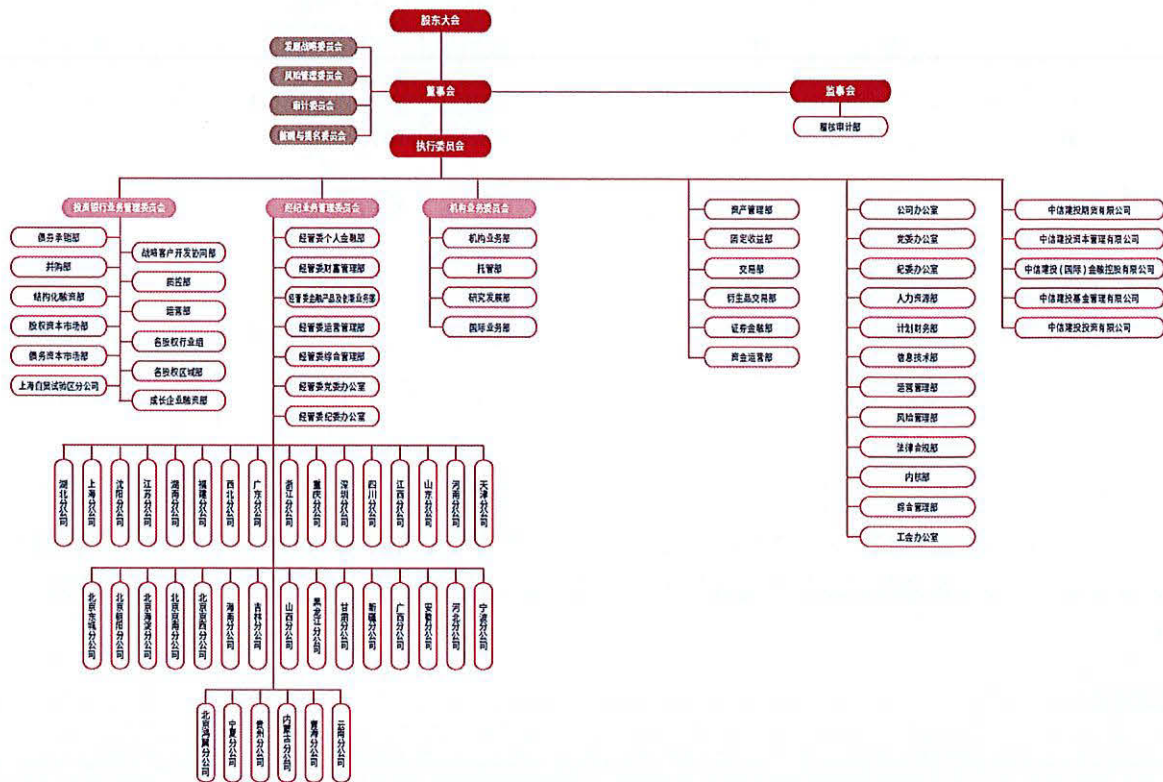 股东大会
发展战略委员会
风险管理委员会
审计委员会
薪酬与提名委员会
董事会
监事会
稽核审计部
执行委员会
投资银行业务管理委员会
债券承销部
并购部
结构化融资部
股权资本市场部
债务资本市场部
上海自贸试验区分公司
战略客户开发协同部
质控部
运营部
各股权行业组
各股权区域部
成长企业融资部
经纪业务管理委员会
经管委个人金融部
经管委财富管理部
经管委金融产品及创新业务部
经管委运营管理部
经管委综合管理部
经管委党委办公室
经管委纪委办公室
机构业务委员会
机构业务部
托管部
研究发展部
国际业务部
资产管理部
固定收益部
交易部
衍生品交易部
证券金融部
资金运营部
公司办公室
党委办公室
纪委办公室
人力资源部
计划财务部
信息技术部
运营管理部
风险管理部
法律合规部
内核部
综合管理部
工会办公室
中信建投期货有限公司
中信建投资本管理有限公司
中信建投(国际)金融控股有限公司
中信建投基金管理有限公司
中信建投投资有限公司
湖北分公司
上海分公司
沈阳分公司
江苏分公司
湖南分公司
福建分公司
西北分公司
广东分公司
浙江分公司
重庆分公司
深圳分公司
四川分公司
江西分公司
山东分公司
河南分公司
天津分公司
北京东城分公司
北京朝阳分公司
北京海淀分公司
北京京南分公司
北京京西分公司
海南分公司
吉林分公司
山西分公司
黑龙江分公司
甘肃分公司
新疆分公司
广西分公司
安徽分公司
河北分公司
宁波分公司
北京鸿翼分公司
宁夏分公司
贵州分公司
内蒙古分公司
青海分公司
云南分公司